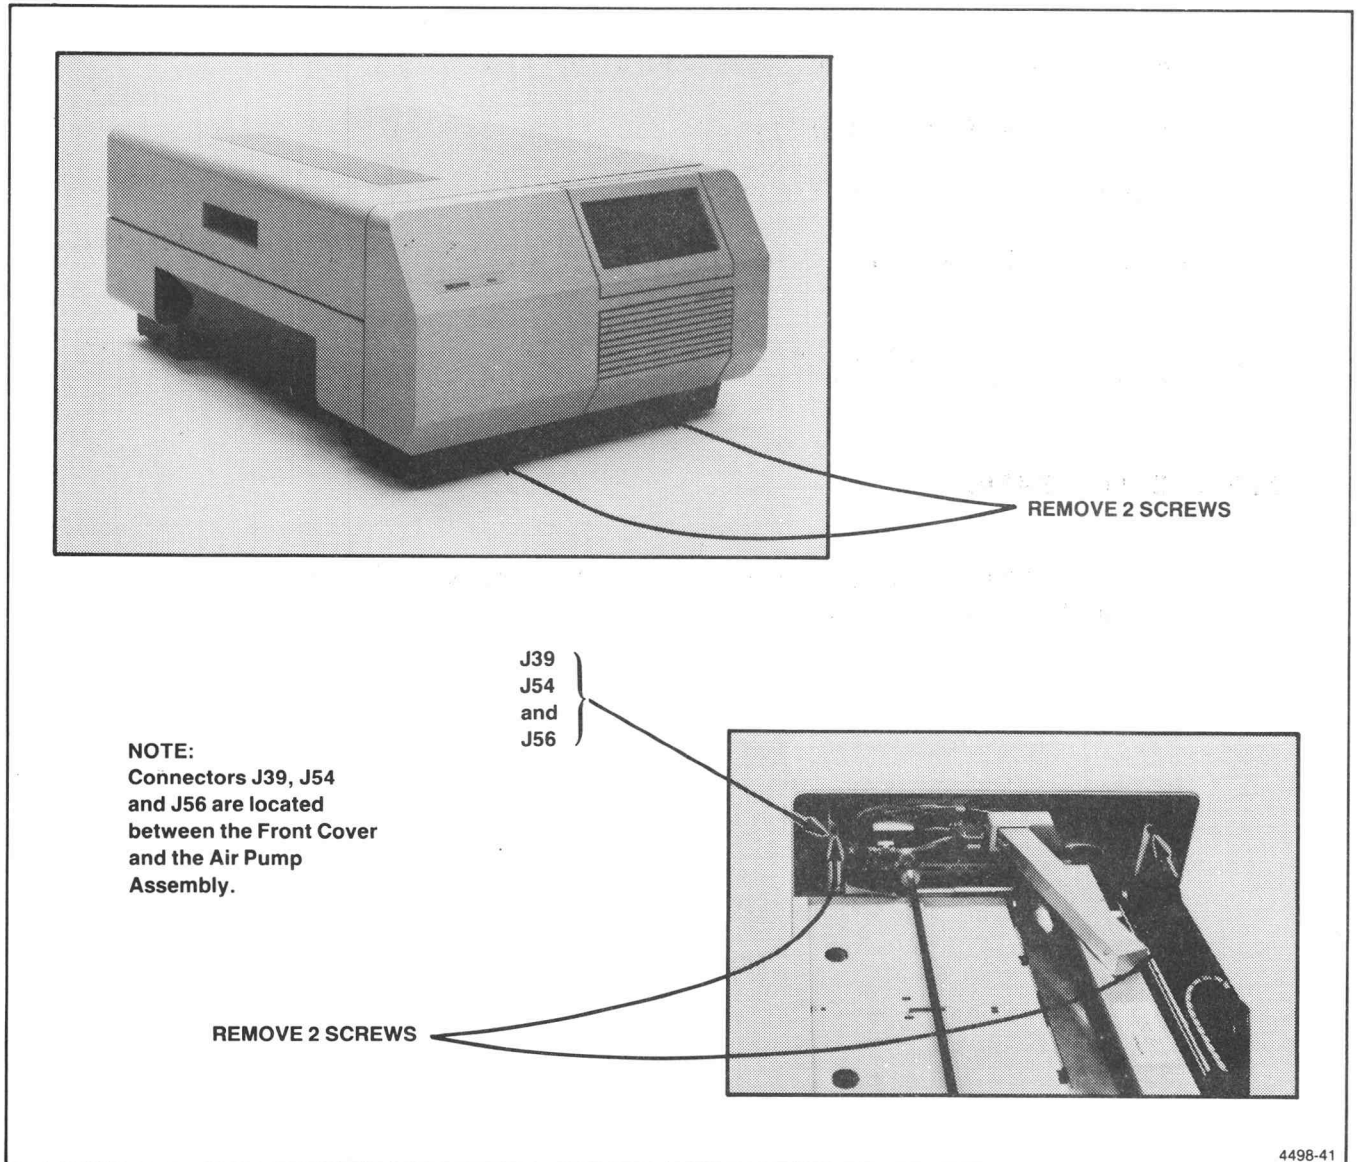 REMOVE 2 SCREWS
J39
J54
and
J56
NOTE:
Connectors J39, J54
and J56 are located
between the Front Cover
and the Air Pump
Assembly.
REMOVE 2 SCREWS
4498-41